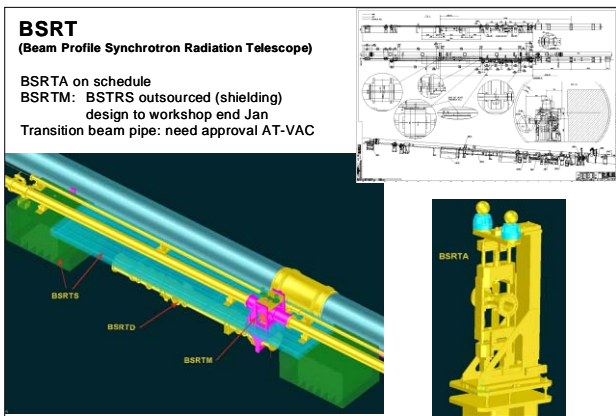 BSRT
(Beam Profile Synchrotron Radiation Telescope)
BSRTA on schedule
BSRTM: BSTRS outsourced (shielding)
design to workshop end Jan
Transition beam pipe: need approval AT-VAC
BSRTS
BSRTD
BSRTM
BSRTA